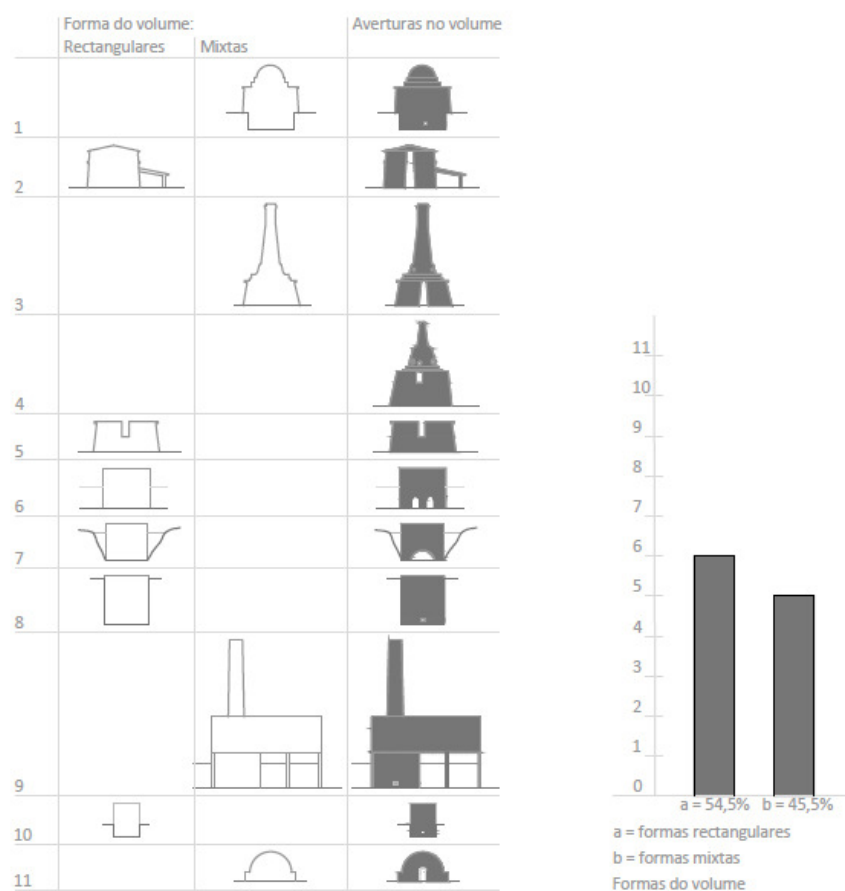 Forma do volume:
Averturas no volume
Rectangulares
Mixtas
1
2
3
4
5
6
7
8
9
10
11
11
10
9
8
7
6
5
4
3
2
1
0
a = 54,5%
b = 45,5%
a = formas rectangulares
b = formas mixtas
Formas do volume